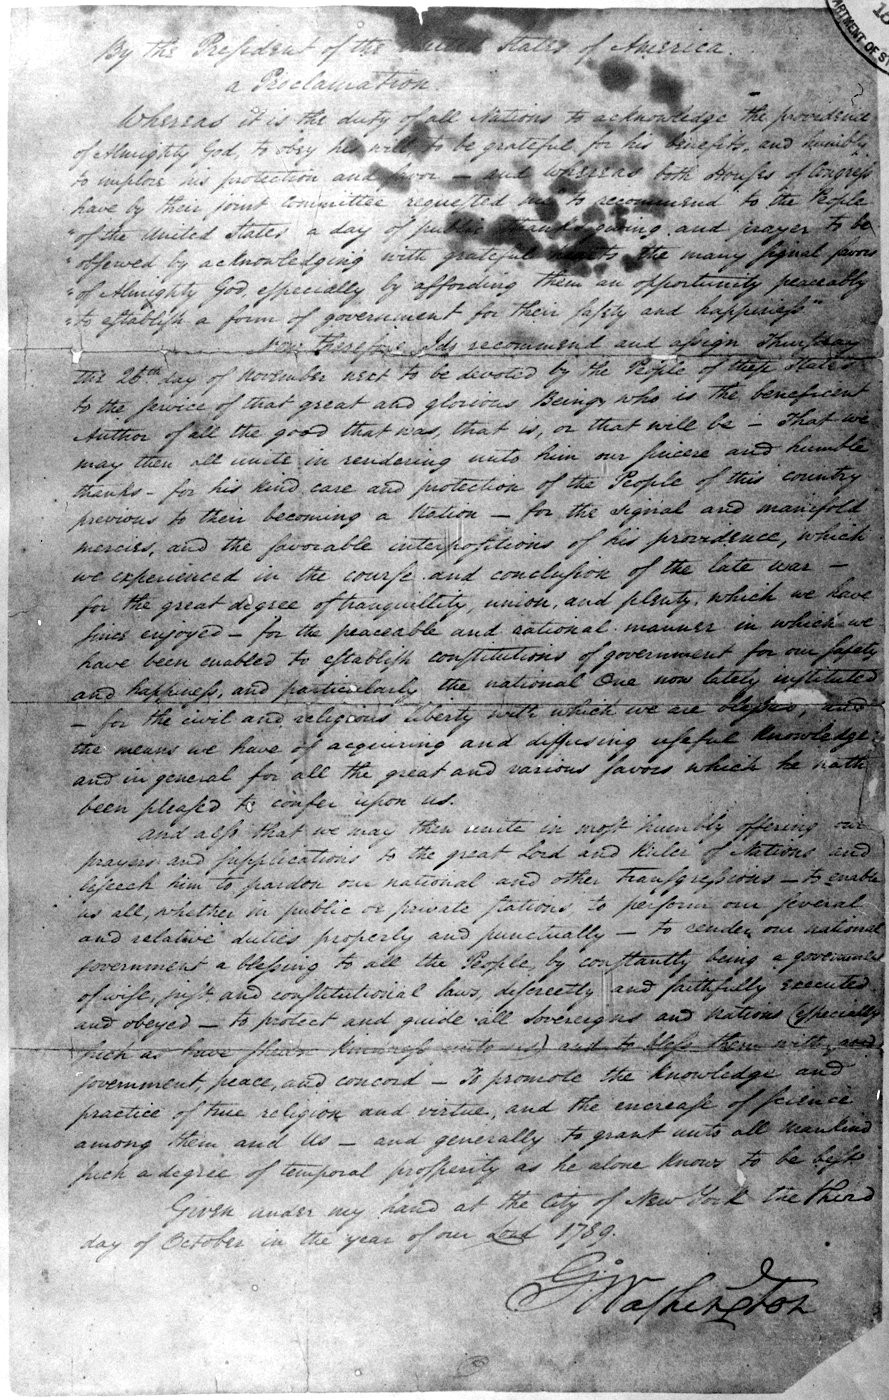 By the President of the United States of America.
a Proclamation.
Whereas it is the duty of all Nations to acknowledge the providence
of Almighty God, to obey his will, to be grateful for his benefits, and humbly
to implore his protection and favor – and whereas both Houses of Congress
have by their joint Committee requested me to recommend to the People
"of the United States a day of public thanksgiving and prayer to be
"observed by acknowledging with grateful hearts the many signal favors
"of Almighty God, especially by affording them an opportunity peaceably
"to establish a form of government for their safety and happiness"
Now therefore I do recommend and assign Thursday
the 26th day of November next to be devoted by the People of these States
to the service of that great and glorious Being, who is the beneficent
Author of all the good that was, that is, or that will be – That we
may then all unite in rendering unto him our sincere and humble
thanks – for his kind care and protection of the People of this country
previous to their becoming a Nation – for the signal and manifold
mercies, and the favorable interpositions of his providence, which
we experienced in the course and conclusion of the late war –
for the great degree of tranquillity, union, and plenty, which we have
since enjoyed – for the peaceable and rational manner in which we
have been enabled to establish constitutions of government for our safety
and happiness, and particularly the national One now lately instituted
– for the civil and religious liberty with which we are blessed, and
the means we have of acquiring and diffusing useful knowledge;
and in general for all the great and various favors which he hath
been pleased to confer upon us.
And also that we may then unite in most humbly offering our
prayers and supplications to the great Lord and Ruler of Nations and
beseech him to pardon our national and other transgressions – to enable
us all, whether in public or private stations, to perform our several
and relative duties properly and punctually – to render our national
government a blessing to all the People, by constantly being a government
of wise, just and constitutional laws, discreetly and faithfully executed
and obeyed – to protect and guide all Sovereigns and Nations (especially
such as have shewn kindness unto us) and to bless them with good
government, peace, and concord – To promote the knowledge and
practice of true religion and virtue, and the encrease of science
among them and Us – and generally to grant unto all mankind
such a degree of temporal prosperity as he alone knows to be best.
Given under my hand at the City of New York the third
day of October in the year of our Lord 1789.
Go: Washington